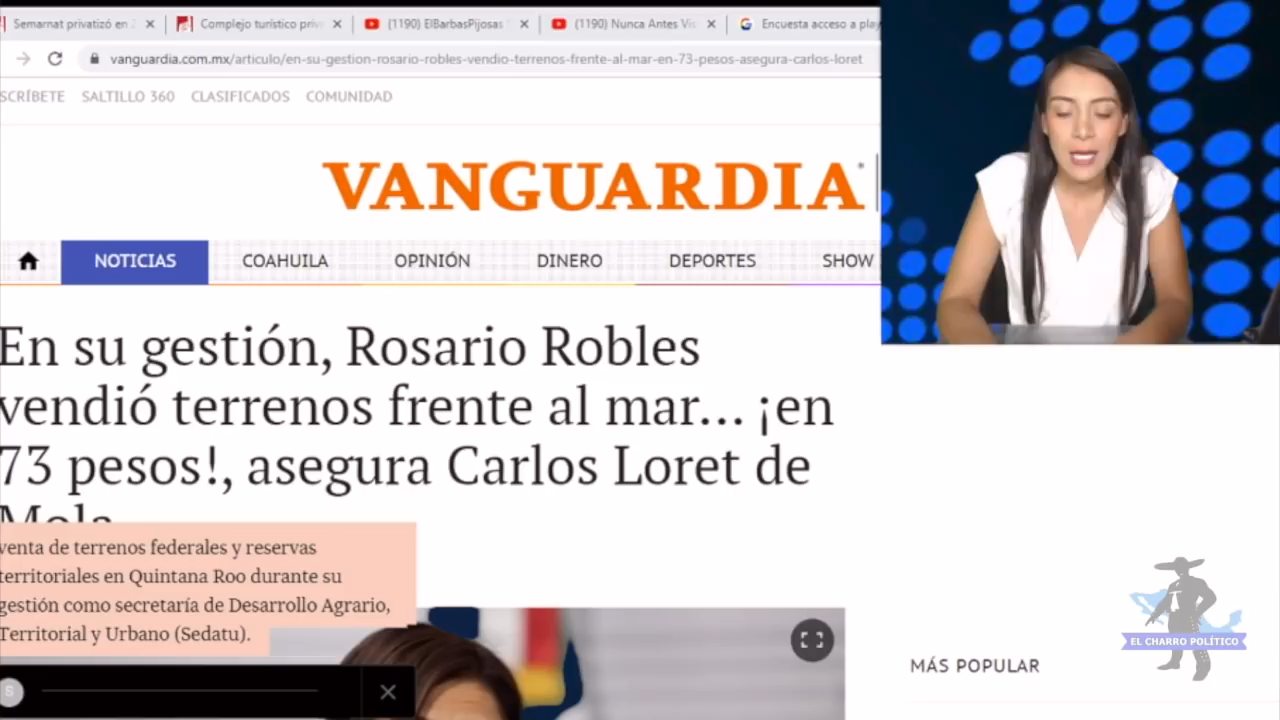 Semarnat privatizó en
Complejo turístico priv
(1190) ElBarbasPijosas
(1190) Nunca Antes Vis
Encuesta acceso a play
vanguardia.com.mx/articulo/en-su-gestion-rosario-robles-vendio-terrenos-frente-al-mar-en-73-pesos-asegura-carlos-loret
SCRÍBETE SALTILLO 360 CLASIFICADOS COMUNIDAD
VANGUARDIA
NOTICIAS COAHUILA OPINIÓN DINERO DEPORTES SHOW
En su gestión, Rosario Robles
vendió terrenos frente al mar... ¡en
73 pesos!, asegura Carlos Loret de
Mola
venta de terrenos federales y reservas
territoriales en Quintana Roo durante su
gestión como secretaría de Desarrollo Agrario,
Territorial y Urbano (Sedatu).
S
MÁS POPULAR
EL CHARRO POLÍTICO